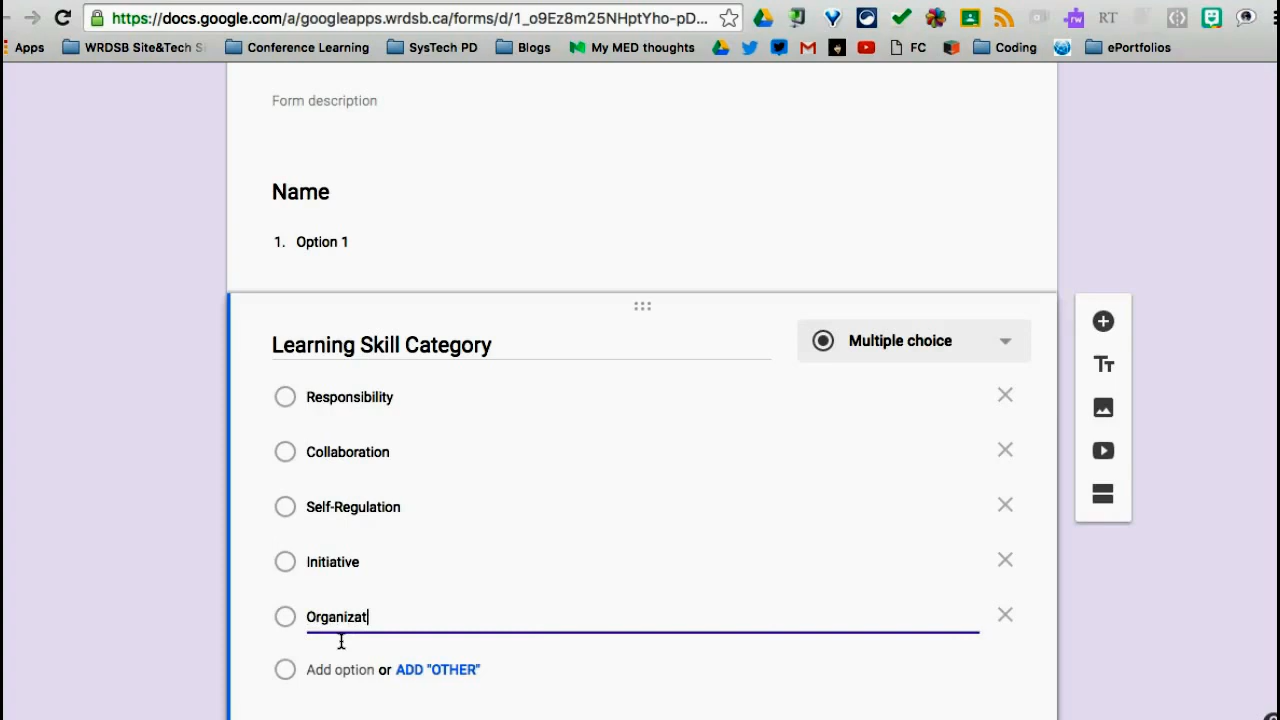 https://docs.google.com/a/googleapps.wrdsb.ca/forms/d/1_o9Ez8m25NHptYho-pD...
RT
Apps WRDSB Site&Tech S Conference Learning SysTech PD Blogs My MED thoughts FC Coding ePortfolios
Form description
Name
1. Option 1
Learning Skill Category Multiple choice
Responsibility
Collaboration
Self-Regulation
Initiative
Organizat
Add option or ADD "OTHER"